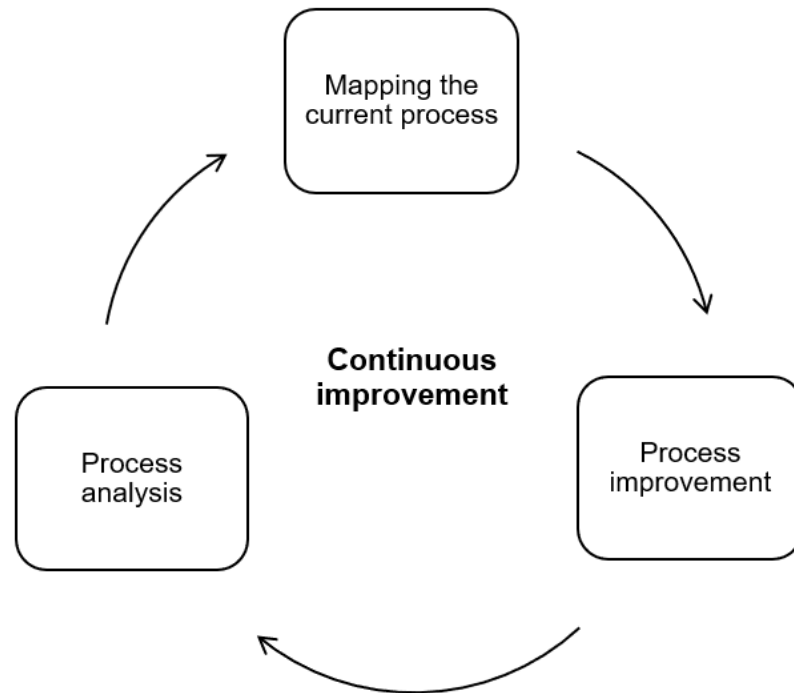 Mapping the
current process
Continuous
improvement
Process
analysis
Process
improvement